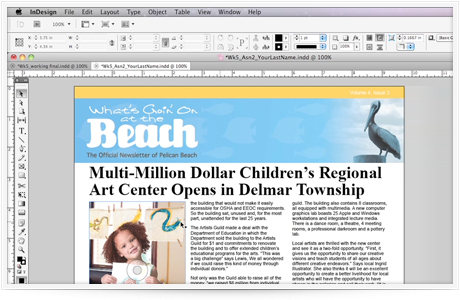 InDesign File Edit Layout Type Object Table View Window Help
*Wk5_Asn2_YourLastName.indd @ 100%
*Wk5_working final.indd @ 100% *Wk5_Asn2_YourLastName.indd @ 100%
What's Goin' On
at the
Beach
The Official Newsletter of Pelican Beach
Multi-Million Dollar Children's Regional
Art Center Opens in Delmar Township
the building that would not make it easily
accessible for OSHA and EEOC requirements.
So the building sat, unused and, for the most
part, unattended for the last 25 years.
The Artists Guild made a deal with the
Department of Education in which the
Department sold the building to the Artists
Guild for $1 and commitments to renovate
the building and to offer extended children's
educational programs for the arts. "This was
a big challenge" says Lewis, "We all wondered
if we could raise this kind of money through
individual donors".
Not only was the Guild able to raise all of the
money, "we raised $6 million from individual
guild. The building also contains 8 classrooms,
all equipped with multimedia. A new computer
graphics lab boasts 25 Apple and Windows
workstations and integrated lecture media.
There is a dance room, a theatre, 4 meeting
rooms, a professional darkroom and a pottery
lab.
Local artists are thrilled with the new center
and see it as a two-fold opportunity. "First, it
gives us the opportunity to share our creative
hearts and teach students of all ages about
different creative endeavors." Says local Ingrid
Illustrator. She also thinks it will be an excellent
opportunity to create a better livelihood for local
artists who will have the opportunity to have